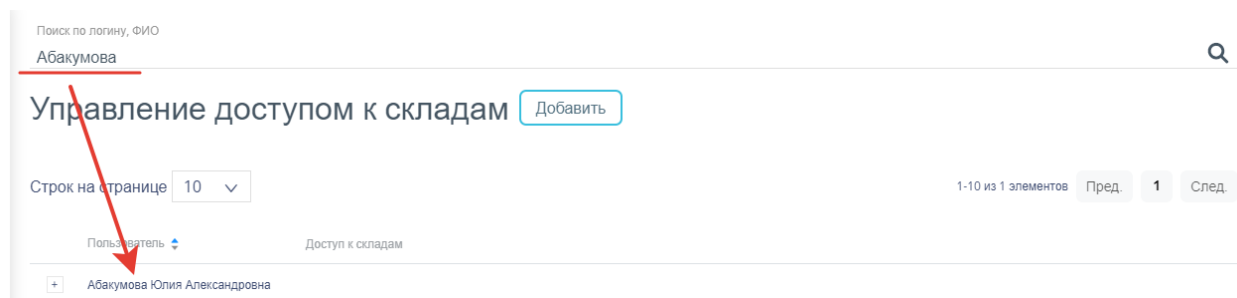 Поиск по логину, ФИО
Абакумова
Управление доступом к складам Добавить
Строк на странице 10 1-10 из 1 элементов Пред. 1 След.
Пользователь Доступ к складам
+ Абакумова Юлия Александровна